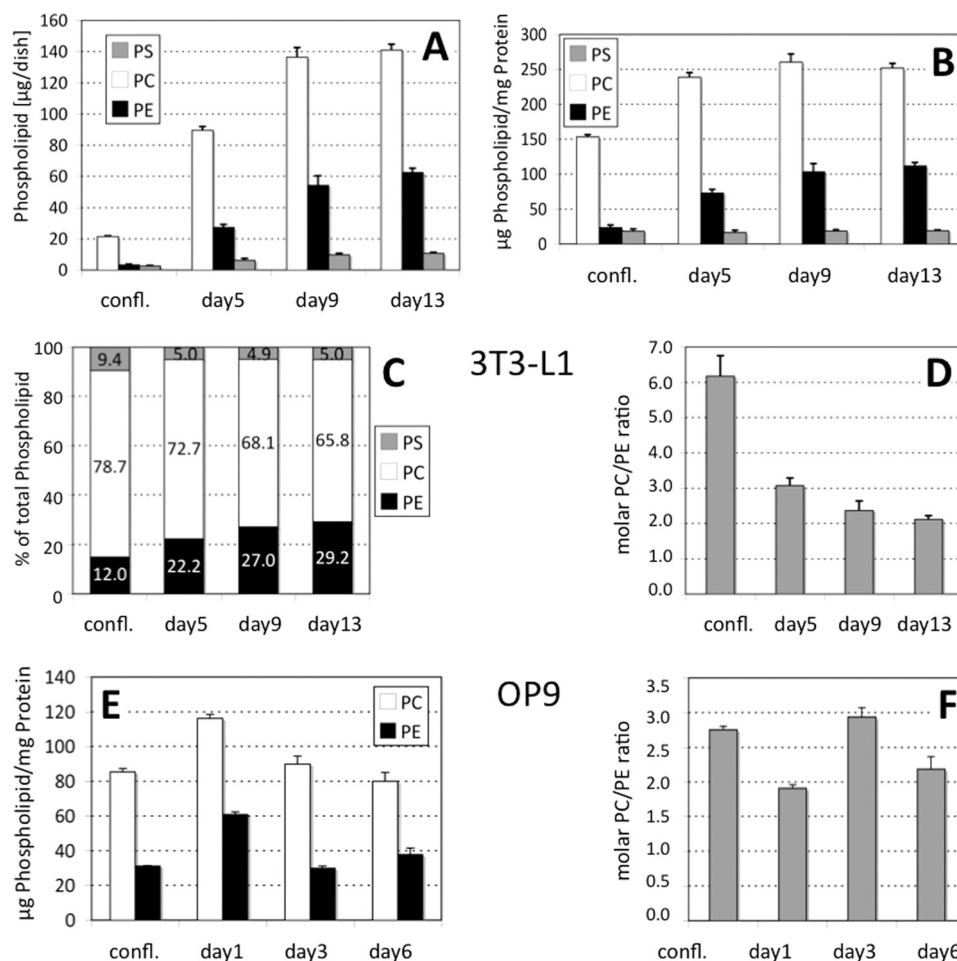 A
Phospholipid [µg/dish]
160
140
120
100
80
60
40
20
0
PS
PC
PE
confl. day5 day9 day13
B
µg Phospholipid/mg Protein
300
250
200
150
100
50
0
PS
PC
PE
confl. day5 day9 day13
C
% of total Phospholipid
100
80
60
40
20
0
9.4 5.0 4.9 5.0
78.7 72.7 68.1 65.8
12.0 22.2 27.0 29.2
PS
PC
PE
confl. day5 day9 day13
3T3-L1
D
molar PC/PE ratio
7.0
6.0
5.0
4.0
3.0
2.0
1.0
0.0
confl. day5 day9 day13
E
µg Phospholipid/mg Protein
140
120
100
80
60
40
20
0
PC
PE
confl. day1 day3 day6
OP9
F
molar PC/PE ratio
3.5
3.0
2.5
2.0
1.5
1.0
0.5
0.0
confl. day1 day3 day6